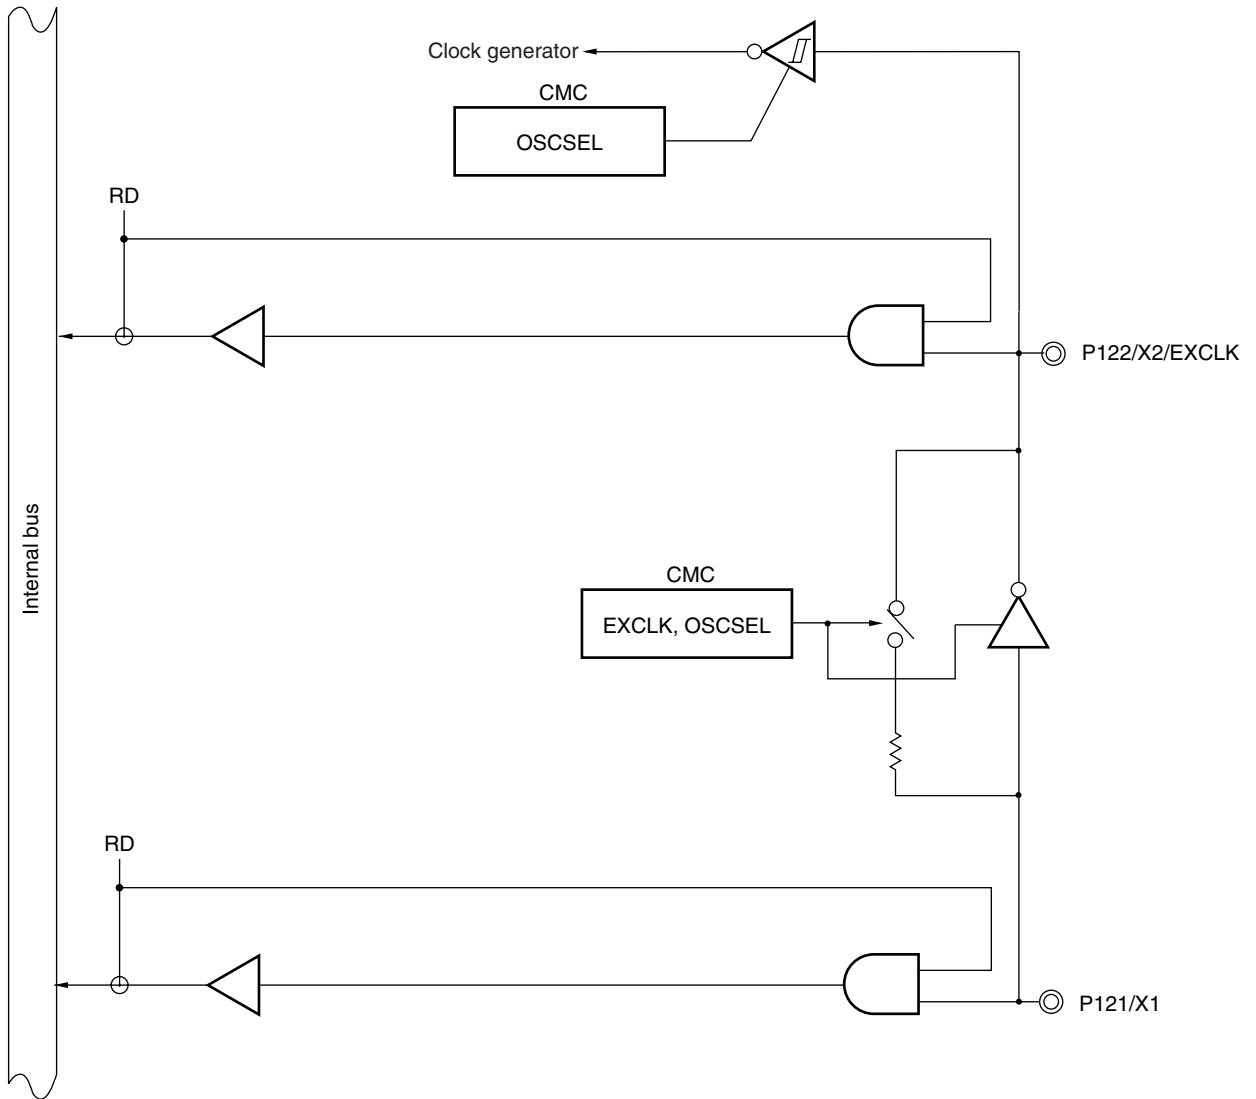 Clock generator
CMC
OSCSEL
RD
P122/X2/EXCLK
Internal bus
CMC
EXCLK, OSCSEL
RD
P121/X1